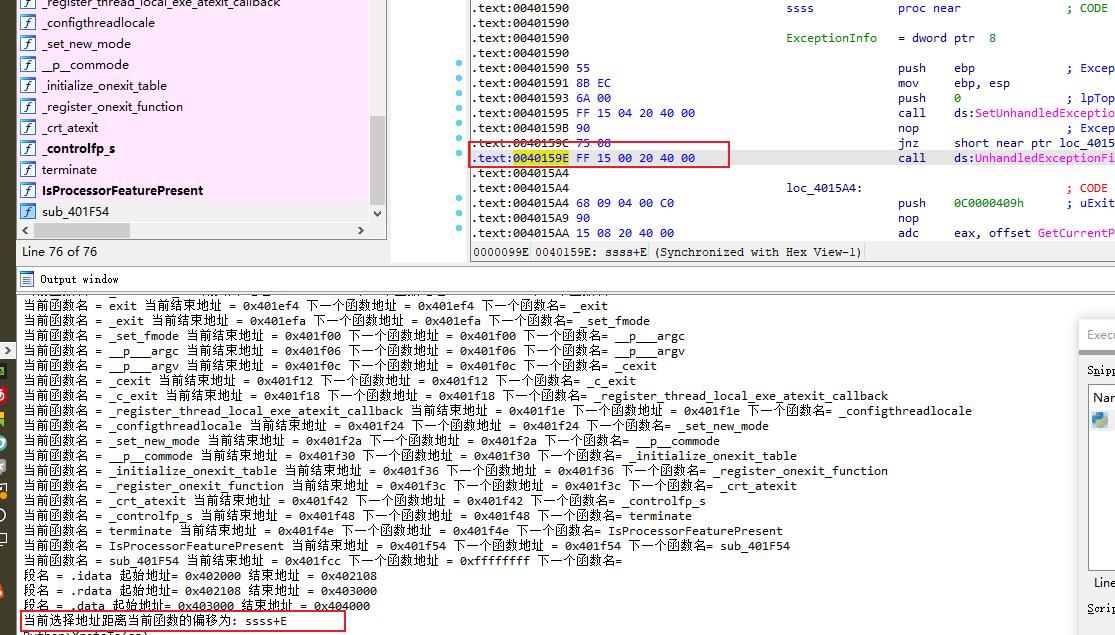 _register_thread_local_exe_atexit_callback
_configthreadlocale
_set_new_mode
__p__commode
_initialize_onexit_table
_register_onexit_function
_crt_atexit
_controlfp_s
terminate
IsProcessorFeaturePresent
sub_401F54
Line 76 of 76
.text:00401590 ssss proc near ; CODE
.text:00401590
.text:00401590 ExceptionInfo = dword ptr 8
.text:00401590
.text:00401590 55 push ebp ; Excep
.text:00401591 8B EC mov ebp, esp
.text:00401593 6A 00 push 0 ; lpTop
.text:00401595 FF 15 04 20 40 00 call ds:SetUnhandledExceptio
.text:0040159B 90 nop ; Excep
.text:0040159C 75 08 jnz short near ptr loc_4015
.text:0040159E FF 15 00 20 40 00 call ds:UnhandledExceptionFi
.text:004015A4
.text:004015A4 loc_4015A4: ; CODE
.text:004015A4 68 09 04 00 C0 push 0C0000409h ; uExit
.text:004015A9 90 nop
.text:004015AA 15 08 20 40 00 adc eax, offset GetCurrentP
0000099E 0040159E: ssss+E (Synchronized with Hex View-1)
Output window
当前函数名 = exit 当前结束地址 = 0x401ef4 下一个函数地址 = 0x401ef4 下一个函数名= _exit
当前函数名 = _exit 当前结束地址 = 0x401efa 下一个函数地址 = 0x401efa 下一个函数名= _set_fmode
当前函数名 = _set_fmode 当前结束地址 = 0x401f00 下一个函数地址 = 0x401f00 下一个函数名= __p___argc
当前函数名 = __p___argc 当前结束地址 = 0x401f06 下一个函数地址 = 0x401f06 下一个函数名= __p___argv
当前函数名 = __p___argv 当前结束地址 = 0x401f0c 下一个函数地址 = 0x401f0c 下一个函数名= _cexit
当前函数名 = _cexit 当前结束地址 = 0x401f12 下一个函数地址 = 0x401f12 下一个函数名= _c_exit
当前函数名 = _c_exit 当前结束地址 = 0x401f18 下一个函数地址 = 0x401f18 下一个函数名= _register_thread_local_exe_atexit_callback
当前函数名 = _register_thread_local_exe_atexit_callback 当前结束地址 = 0x401f1e 下一个函数地址 = 0x401f1e 下一个函数名= _configthreadlocale
当前函数名 = _configthreadlocale 当前结束地址 = 0x401f24 下一个函数地址 = 0x401f24 下一个函数名= _set_new_mode
当前函数名 = _set_new_mode 当前结束地址 = 0x401f2a 下一个函数地址 = 0x401f2a 下一个函数名= __p__commode
当前函数名 = __p__commode 当前结束地址 = 0x401f30 下一个函数地址 = 0x401f30 下一个函数名= _initialize_onexit_table
当前函数名 = _initialize_onexit_table 当前结束地址 = 0x401f36 下一个函数地址 = 0x401f36 下一个函数名= _register_onexit_function
当前函数名 = _register_onexit_function 当前结束地址 = 0x401f3c 下一个函数地址 = 0x401f3c 下一个函数名= _crt_atexit
当前函数名 = _crt_atexit 当前结束地址 = 0x401f42 下一个函数地址 = 0x401f42 下一个函数名= _controlfp_s
当前函数名 = _controlfp_s 当前结束地址 = 0x401f48 下一个函数地址 = 0x401f48 下一个函数名= terminate
当前函数名 = terminate 当前结束地址 = 0x401f4e 下一个函数地址 = 0x401f4e 下一个函数名= IsProcessorFeaturePresent
当前函数名 = IsProcessorFeaturePresent 当前结束地址 = 0x401f54 下一个函数地址 = 0x401f54 下一个函数名= sub_401F54
当前函数名 = sub_401F54 当前结束地址 = 0x401fcc 下一个函数地址 = 0xffffffff 下一个函数名=
段名 = .idata 起始地址= 0x402000 结束地址 = 0x402108
段名 = .rdata 起始地址= 0x402108 结束地址 = 0x403000
段名 = .data 起始地址= 0x403000 结束地址 = 0x404000
当前选择地址距离当前函数的偏移为: ssss+E
Execu
Snipp
Nar
Line
Scrip